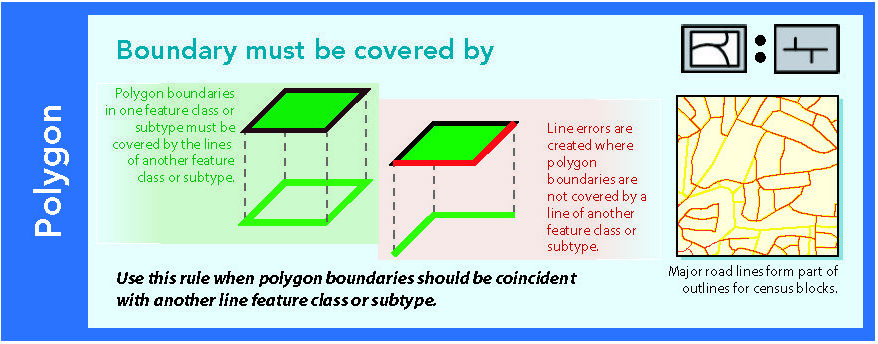 Polygon
Boundary must be covered by
Polygon boundaries
in one feature class or
subtype must be
covered by the lines
of another feature
class or subtype.
Line errors are
created where
polygon
boundaries are
not covered by a
line of another
feature class or
subtype.
Use this rule when polygon boundaries should be coincident
with another line feature class or subtype.
Major road lines form part of
outlines for census blocks.